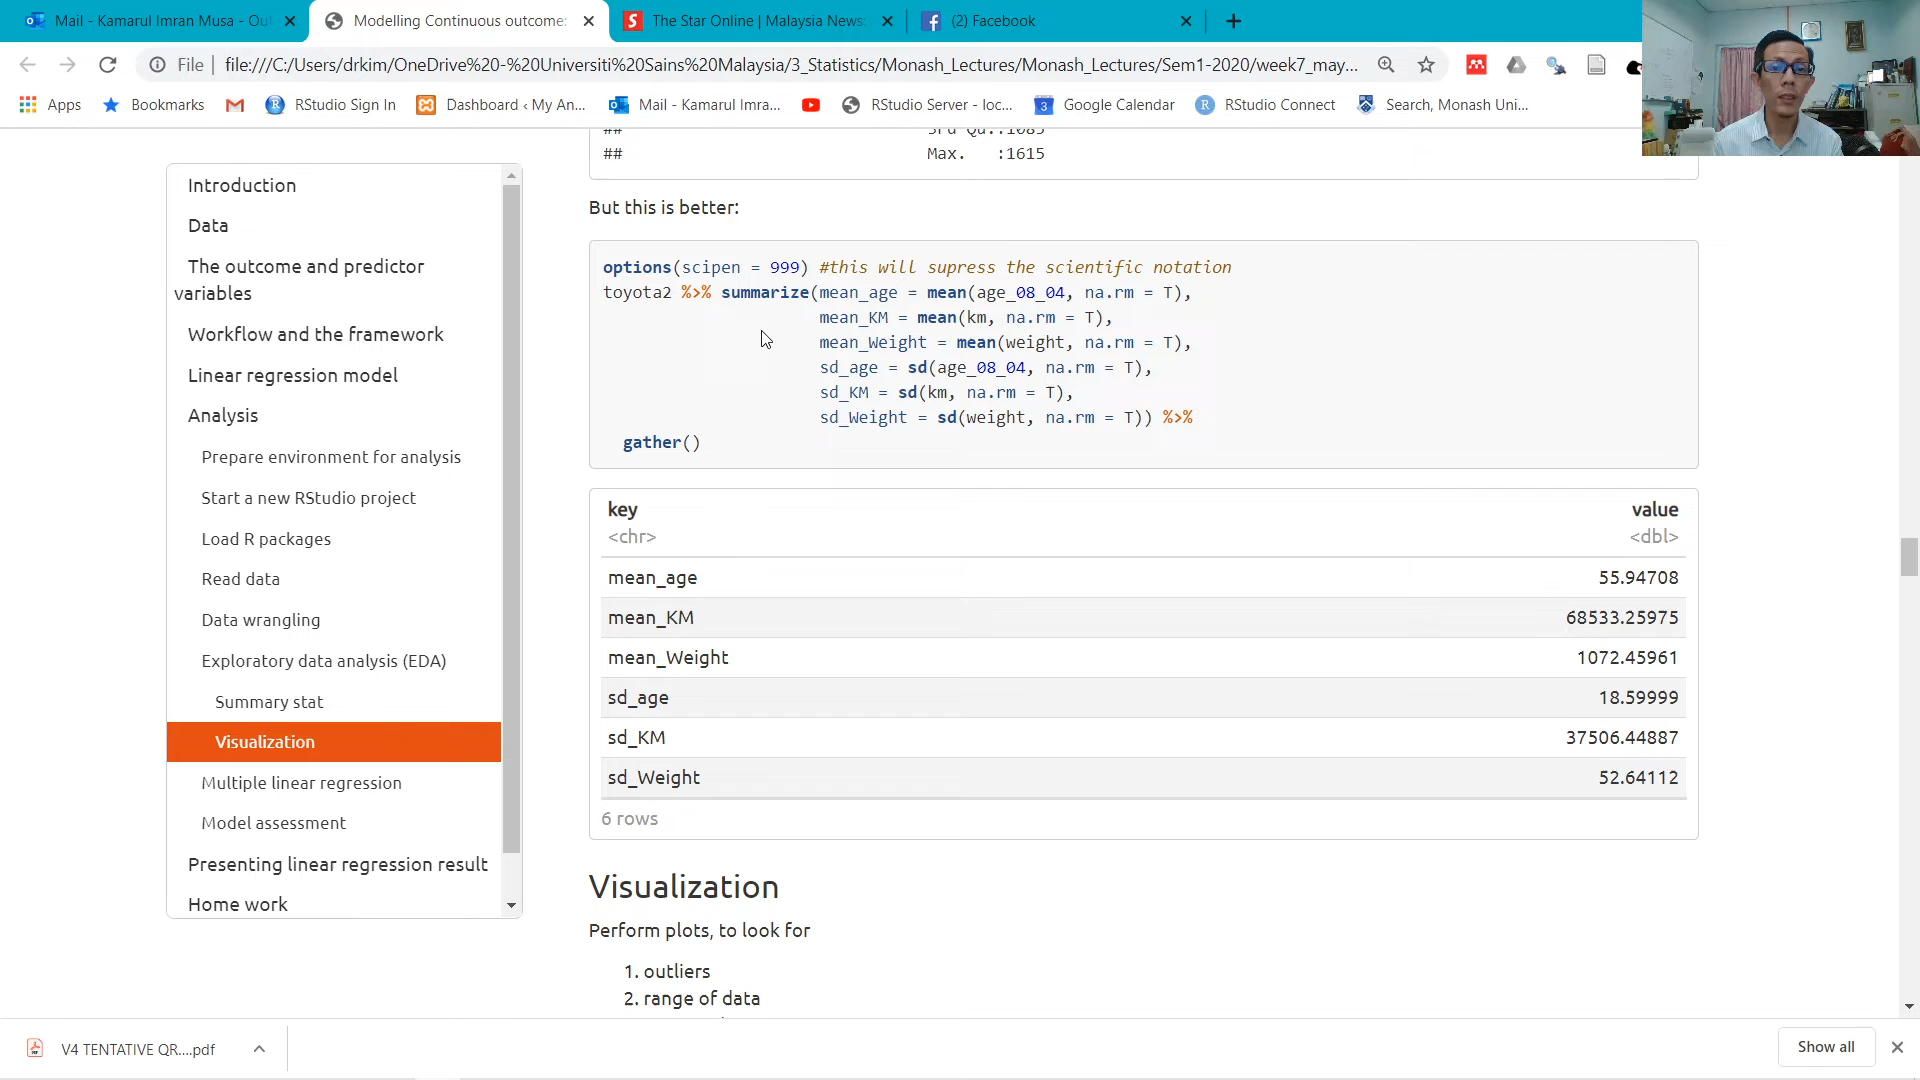 Mail - Kamarul Imran Musa - Out
Modelling Continuous outcome:
The Star Online | Malaysia News:
(2) Facebook
File
file:///C:/Users/drkim/OneDrive%20-%20Universiti%20Sains%20Malaysia/3_Statistics/Monash_Lectures/Monash_Lectures/Sem1-2020/week7_may...
Apps
Bookmarks
RStudio Sign In
Dashboard ‹ My An...
Mail - Kamarul Imra...
RStudio Server - loc...
3
Google Calendar
RStudio Connect
Search, Monash Uni...
Introduction
Data
The outcome and predictor
variables
Workflow and the framework
Linear regression model
Analysis
Prepare environment for analysis
Start a new RStudio project
Load R packages
Read data
Data wrangling
Exploratory data analysis (EDA)
Summary stat
Visualization
Multiple linear regression
Model assessment
Presenting linear regression result
Home work
## 3rd Qu.:1085
## Max. :1615
But this is better:
options(scipen = 999) #this will supress the scientific notation
toyota2 %>% summarize(mean_age = mean(age_08_04, na.rm = T),
mean_KM = mean(km, na.rm = T),
mean_Weight = mean(weight, na.rm = T),
sd_age = sd(age_08_04, na.rm = T),
sd_KM = sd(km, na.rm = T),
sd_Weight = sd(weight, na.rm = T)) %>%
gather()
key value
<chr> <dbl>
mean_age 55.94708
mean_KM 68533.25975
mean_Weight 1072.45961
sd_age 18.59999
sd_KM 37506.44887
sd_Weight 52.64112
6 rows
Visualization
Perform plots, to look for
1. outliers
2. range of data
V4 TENTATIVE QR....pdf
Show all